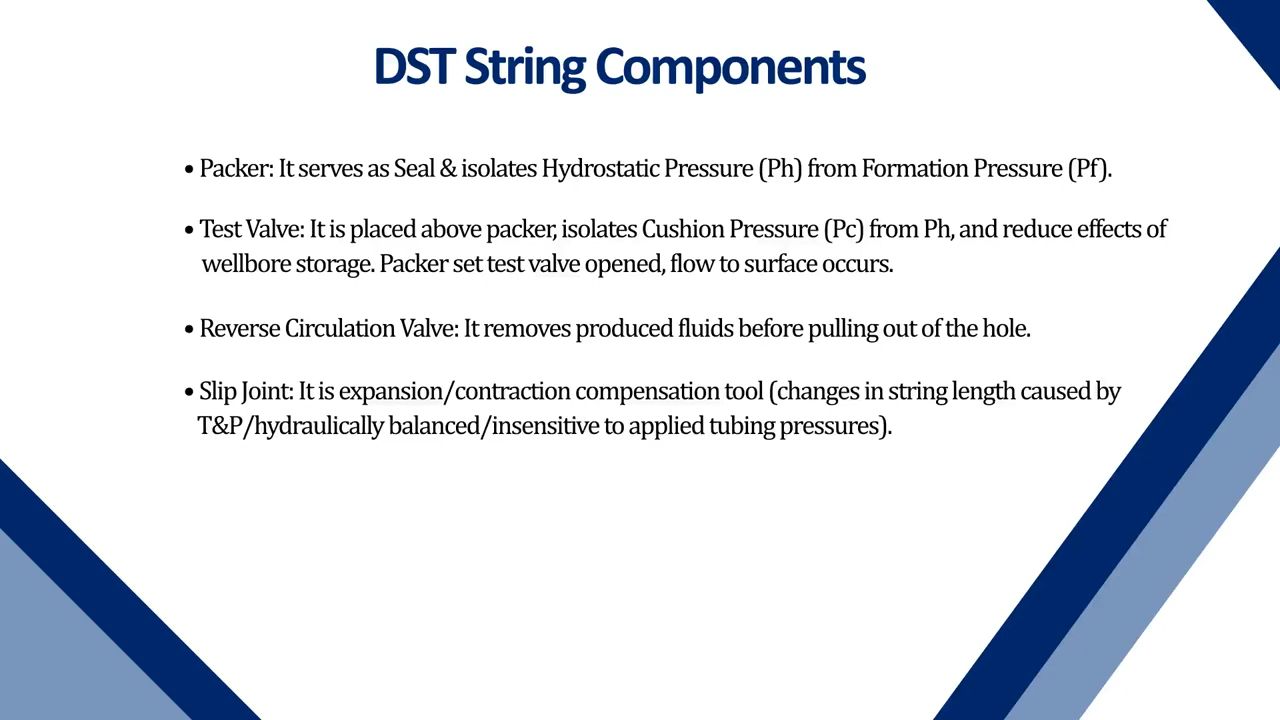 DST String Components
• Packer: It serves as Seal & isolates Hydrostatic Pressure (Ph) from Formation Pressure (Pf).
• Test Valve: It is placed above packer, isolates Cushion Pressure (Pc) from Ph, and reduce effects of
wellbore storage. Packer set test valve opened, flow to surface occurs.
• Reverse Circulation Valve: It removes produced fluids before pulling out of the hole.
• Slip Joint: It is expansion/contraction compensation tool (changes in string length caused by
T&P/hydraulically balanced/insensitive to applied tubing pressures).